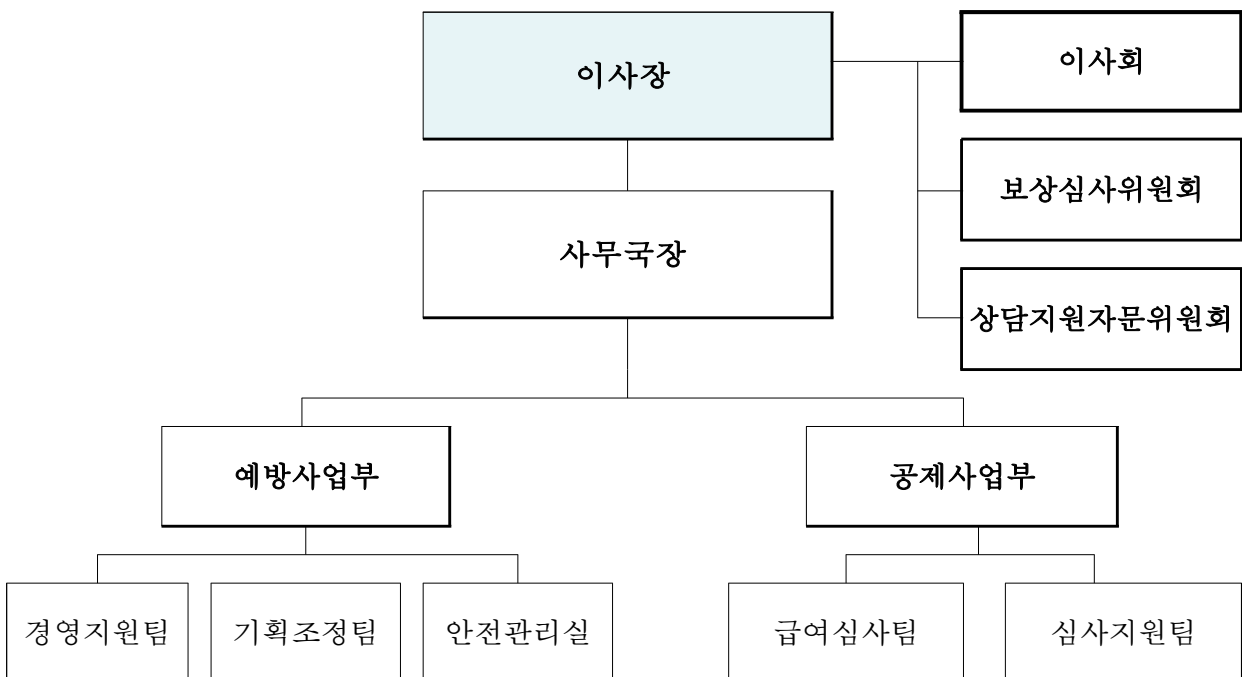 이사장
이사회
보상심사위원회
사무국장
상담지원자문위원회
예방사업부
공제사업부
경영지원팀
기획조정팀
안전관리실
급여심사팀
심사지원팀